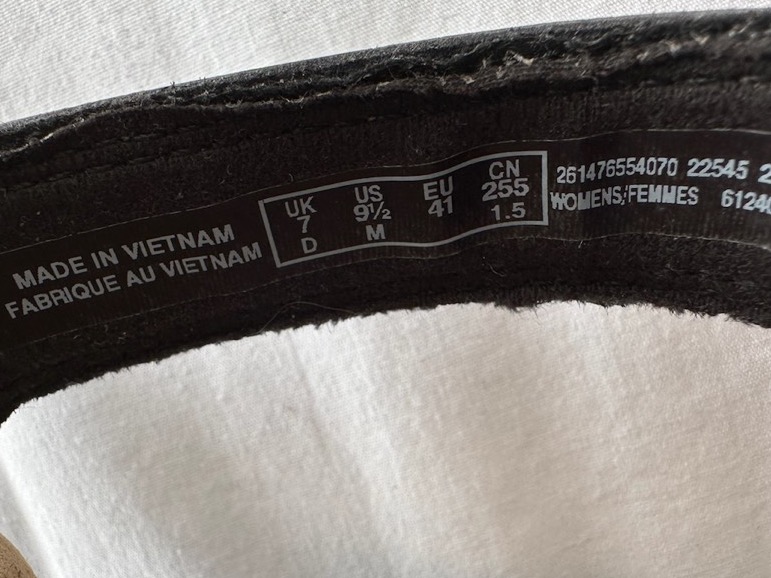 MADE IN VIETNAM
FABRIQUE AU VIETNAM
UK US EU CN
7 9½ 41 255
D M 1.5
261476554070 22545
WOMENS/FEMMES